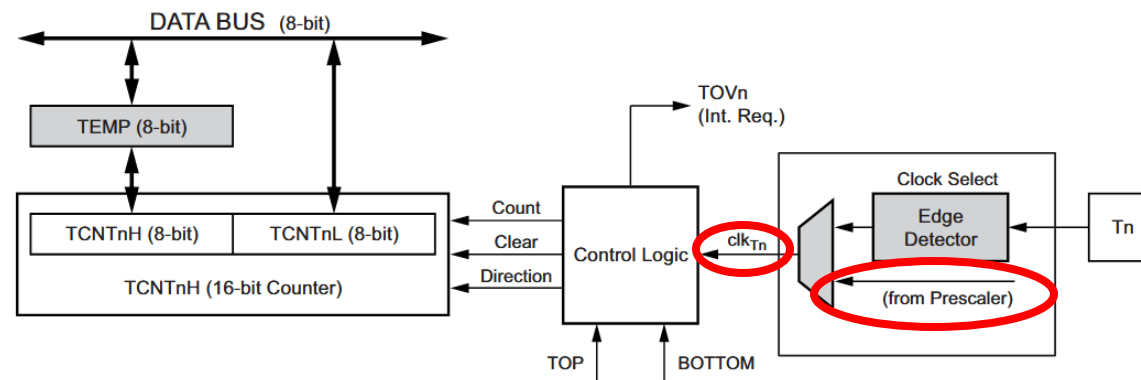 DATA BUS (8-bit)
TEMP (8-bit)
TCNTnH (8-bit)
TCNTnL (8-bit)
TCNTnH (16-bit Counter)
Count
Clear
Direction
TOVn
(Int. Req.)
Control Logic
TOP
BOTTOM
clkTn
Clock Select
Edge
Detector
(from Prescaler)
Tn